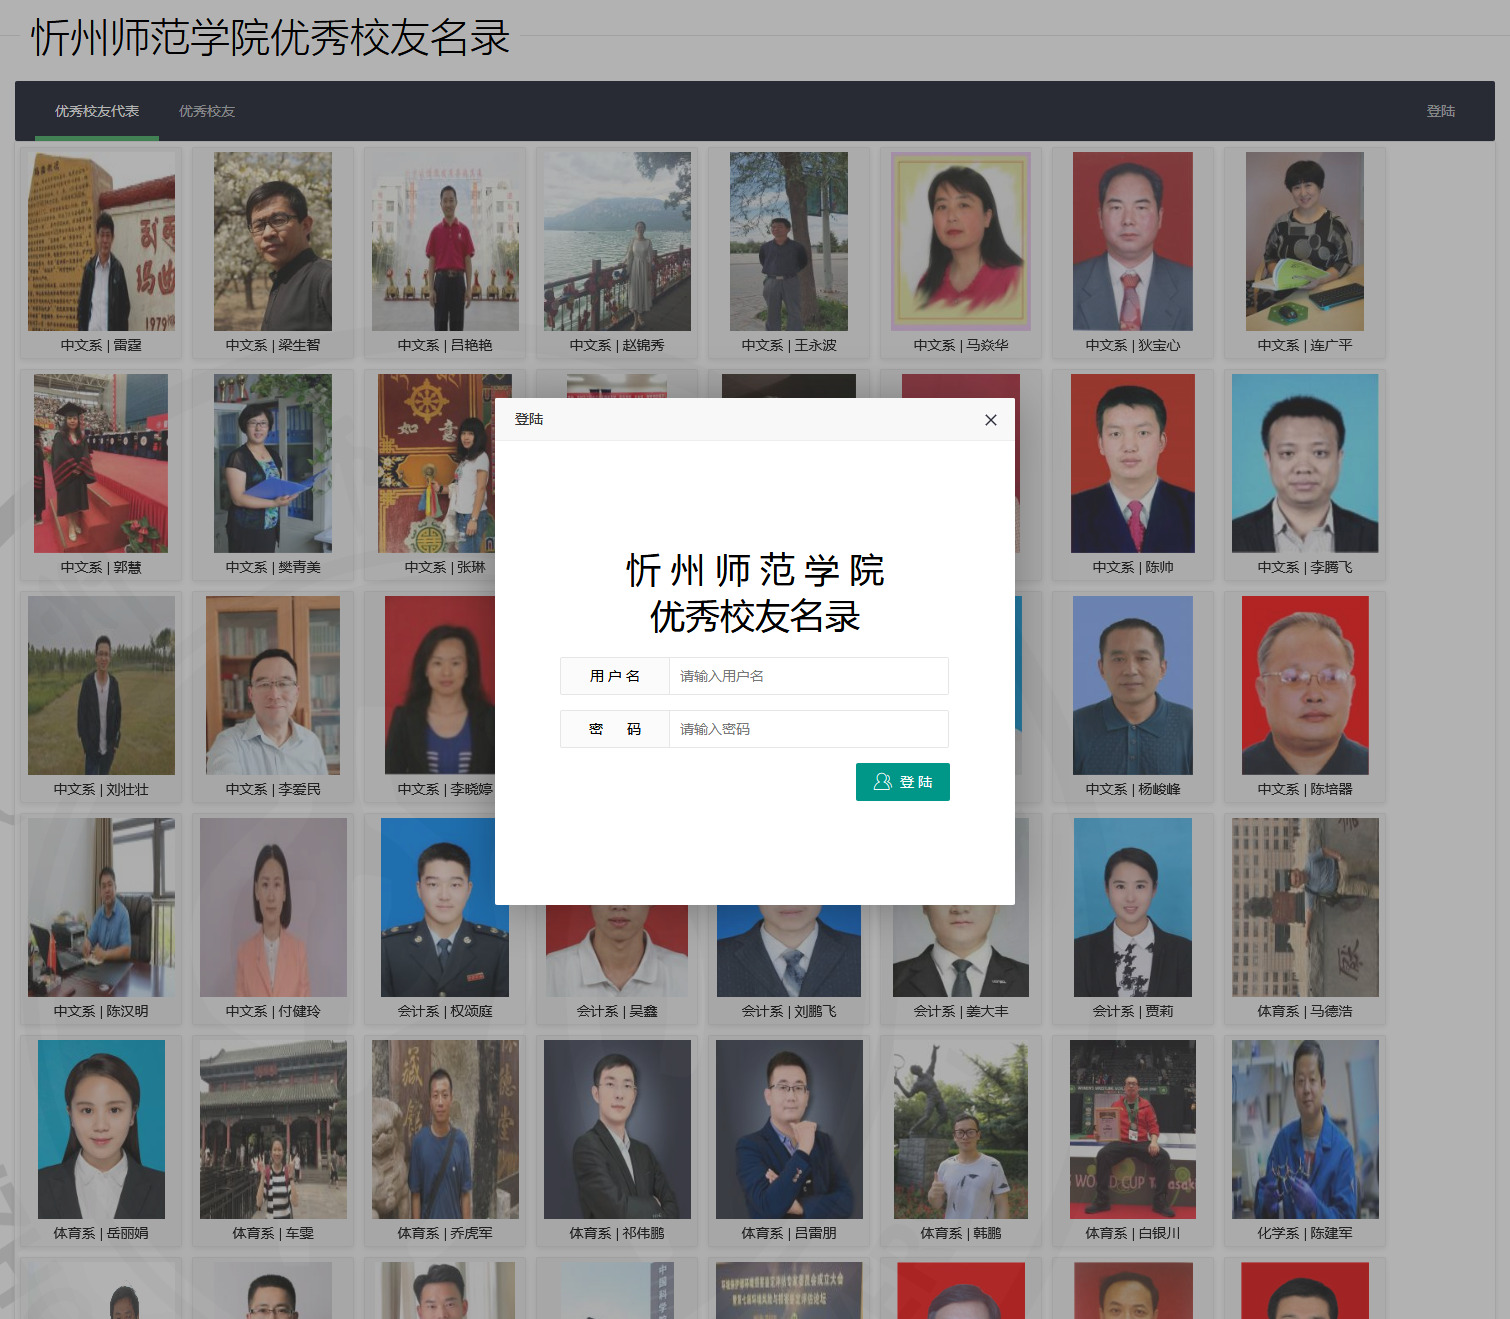 忻州师范学院优秀校友名录
优秀校友代表
优秀校友
登陆
中文系 | 雷霆
中文系 | 梁生智
中文系 | 吕艳艳
中文系 | 赵锦秀
中文系 | 王永波
中文系 | 马焱华
中文系 | 狄宝心
中文系 | 连广平
1979
如意
中文系 | 郭慧
中文系 | 樊青美
中文系 | 张琳
中文系 | 陈帅
中文系 | 李腾飞
登陆
忻州师范学院
优秀校友名录
用户名
请输入用户名
密 码
请输入密码
登陆
中文系 | 刘壮壮
中文系 | 李爱民
中文系 | 李晓婷
中文系 | 杨峻峰
中文系 | 陈培器
中文系 | 陈汉明
中文系 | 付健玲
会计系 | 权颂庭
会计系 | 吴鑫
会计系 | 刘鹏飞
会计系 | 姜大丰
会计系 | 贾莉
体育系 | 马德浩
WORLD CUP
体育系 | 岳丽娟
体育系 | 车雯
体育系 | 乔虎军
体育系 | 祁伟鹏
体育系 | 吕雷朋
体育系 | 韩鹏
体育系 | 白银川
化学系 | 陈建军
中国科学